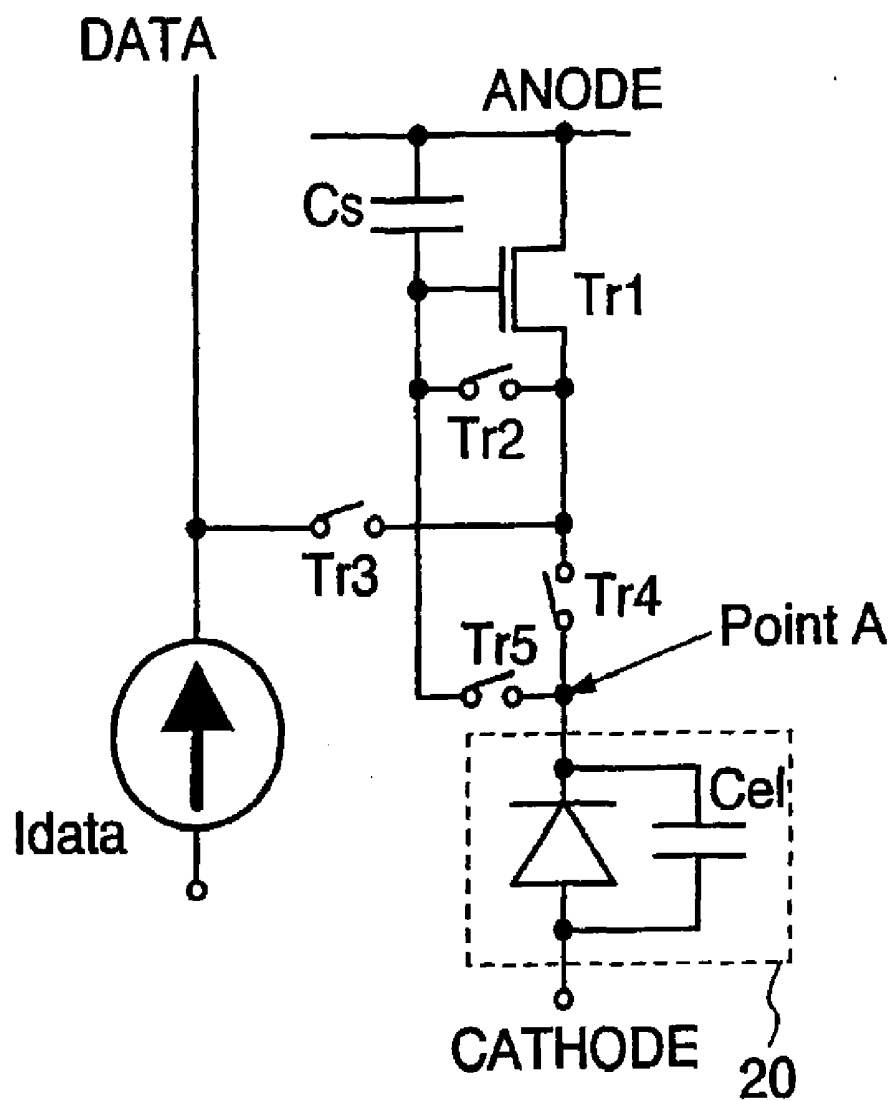 DATA
ANODE
Cs
Tr1
Tr2
Tr3
Tr4
Tr5
Point A
Idata
Cel
CATHODE
20